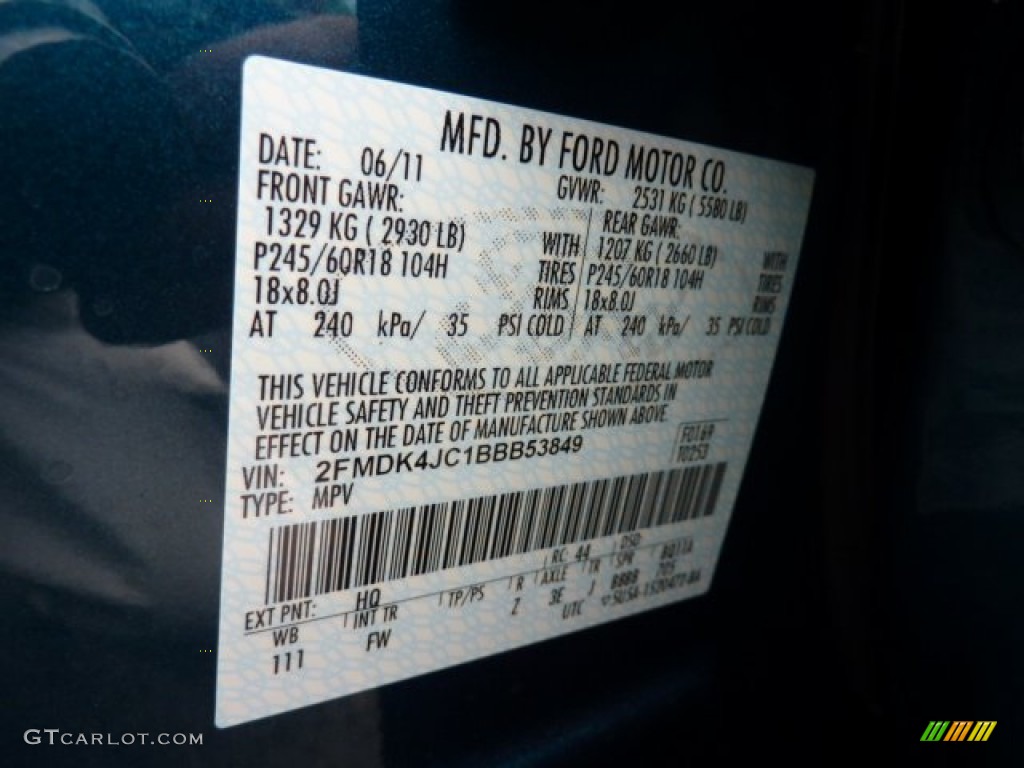 MFD. BY FORD MOTOR CO.
DATE: 06/11 GVWR: 2531 KG ( 5580 LB)
FRONT GAWR: REAR GAWR:
1329 KG ( 2930 LB) WITH 1207 KG ( 2660 LB) WITH
P245/60R18 104H TIRES P245/60R18 104H TIRES
18x8.0J RIMS 18x8.0J RIMS
AT 240 kPa/ 35 PSI COLD AT 240 kPa/ 35 PSI COLD
THIS VEHICLE CONFORMS TO ALL APPLICABLE FEDERAL MOTOR
VEHICLE SAFETY AND THEFT PREVENTION STANDARDS IN
EFFECT ON THE DATE OF MANUFACTURE SHOWN ABOVE.
VIN: 2FMDK4JC1BBB53849 F0169
TYPE: MPV T0253
RC: 44 DSO:
EXT PNT: HQ
WB INT TR TP/PS R AXLE TR SPR
111 FW Z 3E J BBBB
UTC
GTCARLOT.COM